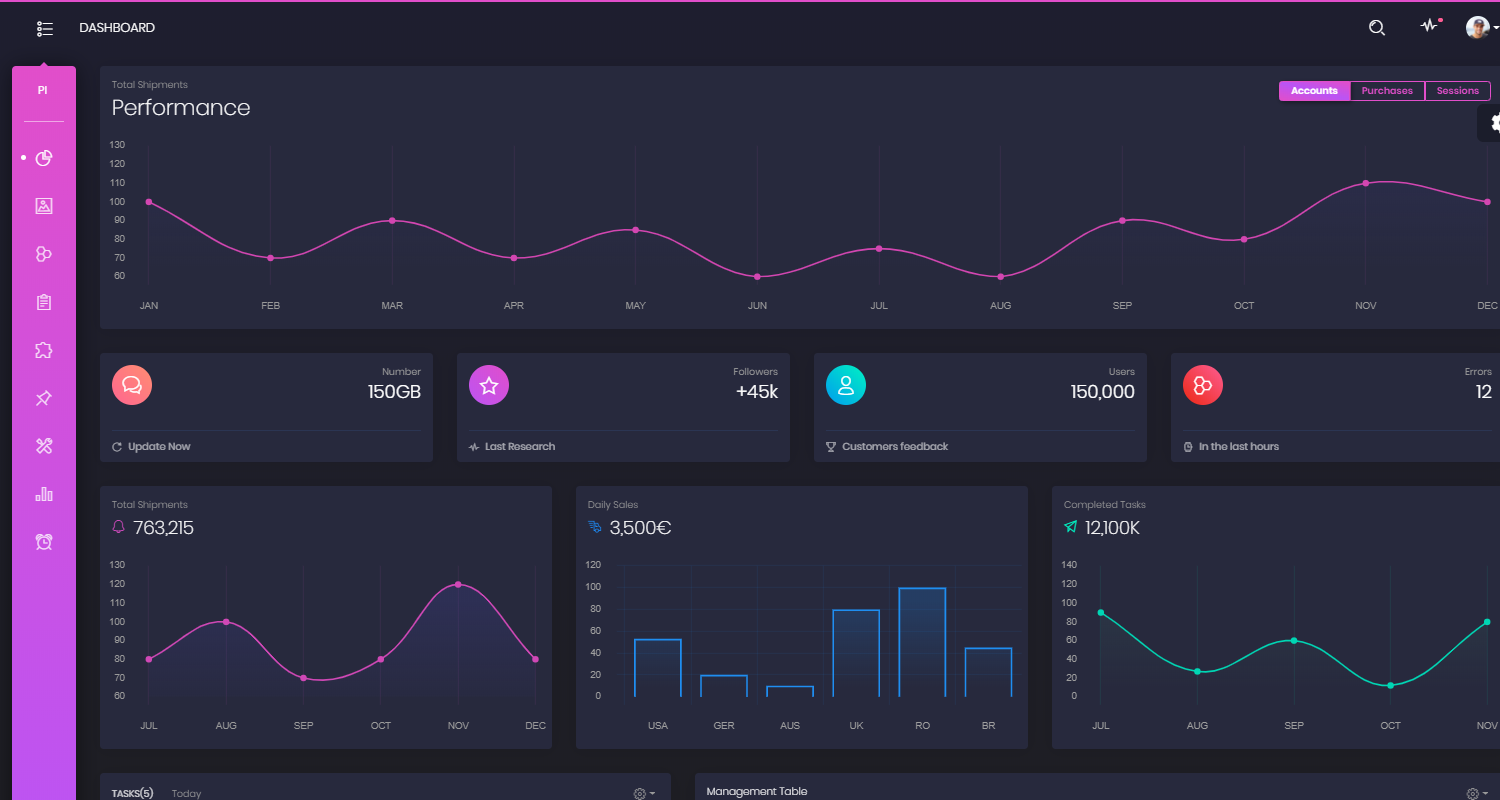 DASHBOARD
PI
Total Shipments
Performance
Accounts Purchases Sessions
130
120
110
100
90
80
70
60
JAN FEB MAR APR MAY JUN JUL AUG SEP OCT NOV DEC
Number
150GB
Update Now
Followers
+45k
Last Research
Users
150,000
Customers feedback
Errors
12
In the last hours
Total Shipments
763,215
130
120
110
100
90
80
70
60
JUL AUG SEP OCT NOV DEC
Daily Sales
3,500€
120
100
80
60
40
20
0
USA GER AUS UK RO BR
Completed Tasks
12,100K
140
120
100
80
60
40
20
0
JUL AUG SEP OCT NOV
TASKS(5) Today
Management Table